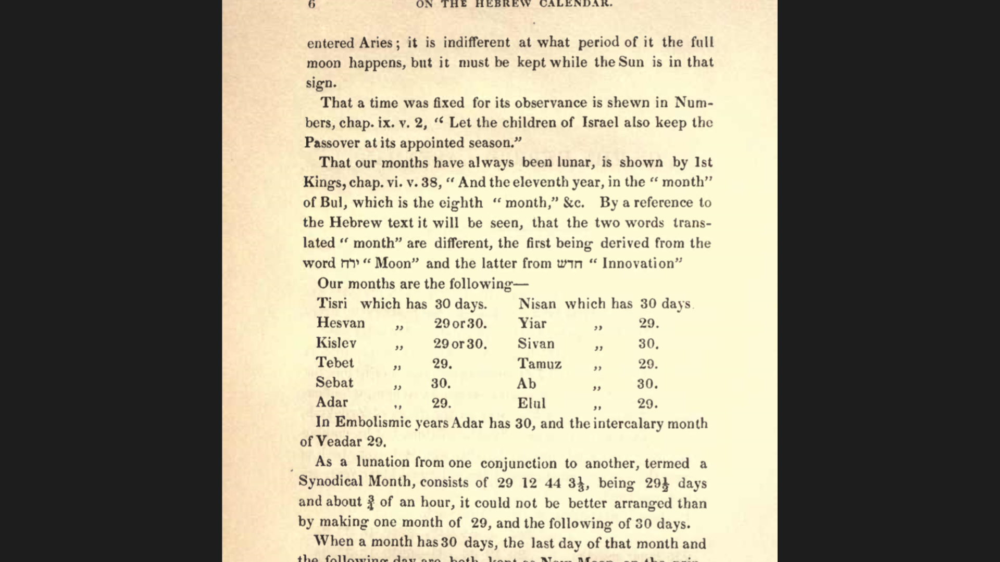 6 ON THE HEBREW CALENDAR.
entered Aries; it is indifferent at what period of it the full
moon happens, but it must be kept while the Sun is in that
sign.
That a time was fixed for its observance is shewn in Num-
bers, chap. ix. v. 2, “ Let the children of Israel also keep the
Passover at its appointed season.”
That our months have always been lunar, is shown by 1st
Kings, chap. vi. v. 38, “ And the eleventh year, in the “ month”
of Bul, which is the eighth “ month,” &c. By a reference to
the Hebrew text it will be seen, that the two words trans-
lated “ month” are different, the first being derived from the
word ירח “ Moon” and the latter from חדש “ Innovation”
Our months are the following—
Tisri which has 30 days. Nisan which has 30 days.
Hesvan ,, 29 or 30. Yiar ,, 29.
Kislev ,, 29 or 30. Sivan ,, 30.
Tebet ,, 29. Tamuz ,, 29.
Sebat ,, 30. Ab ,, 30.
Adar ,, 29. Elul ,, 29.
In Embolismic years Adar has 30, and the intercalary month
of Veadar 29.
As a lunation from one conjunction to another, termed a
Synodical Month, consists of 29 12 44 3⅓, being 29½ days
and about ¾ of an hour, it could not be better arranged than
by making one month of 29, and the following of 30 days.
When a month has 30 days, the last day of that month and
the following day are both kept as New Moon, on the prin-